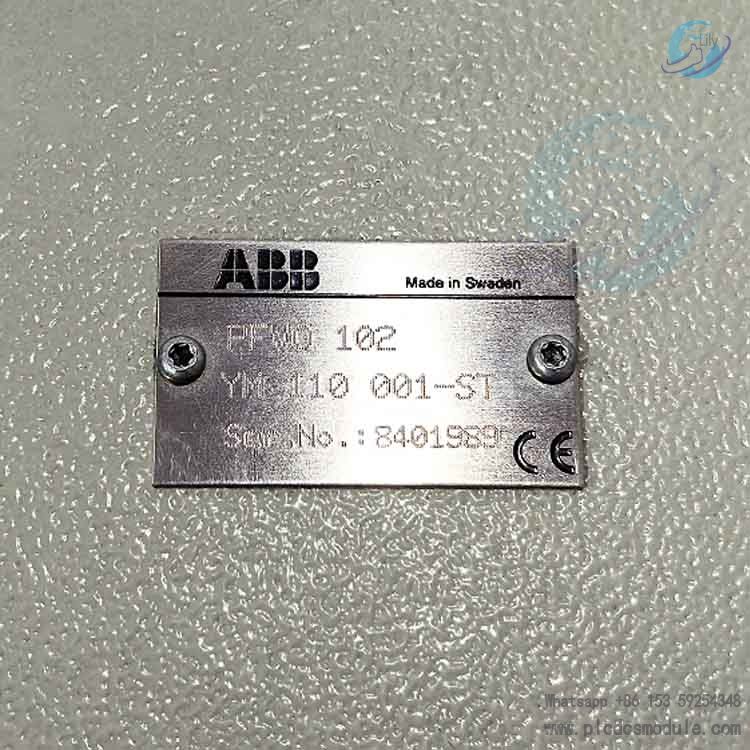 Lily
ABB
Made in Sweden
PFVO 102
YM 110 001-ST
Ser.No.: 8401989
CE
Whatsapp +86 153 59254348
www.plcdcsmodule.com